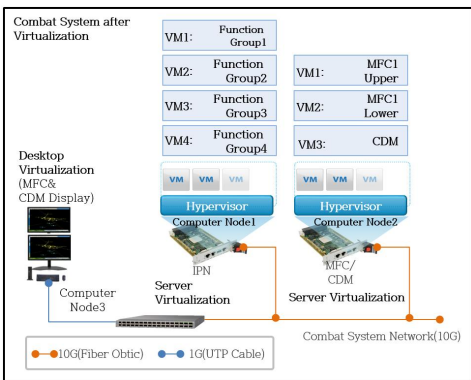 Combat System after
Virtualization
VM1: Function
Group1
VM2: Function
Group2
VM3: Function
Group3
VM4: Function
Group4
VM1: MFC1
Upper
VM2: MFC1
Lower
VM3: CDM
Desktop
Virtualization
(MFC&
CDM Display)
VM VM VM
Hypervisor
Computer Node1
VM VM VM
Hypervisor
Computer Node2
IPN
MFC/
CDM
Server
Virtualization
Server Virtualization
Computer
Node3
Combat System Network(10G)
10G(Fiber Obtic)
1G(UTP Cable)